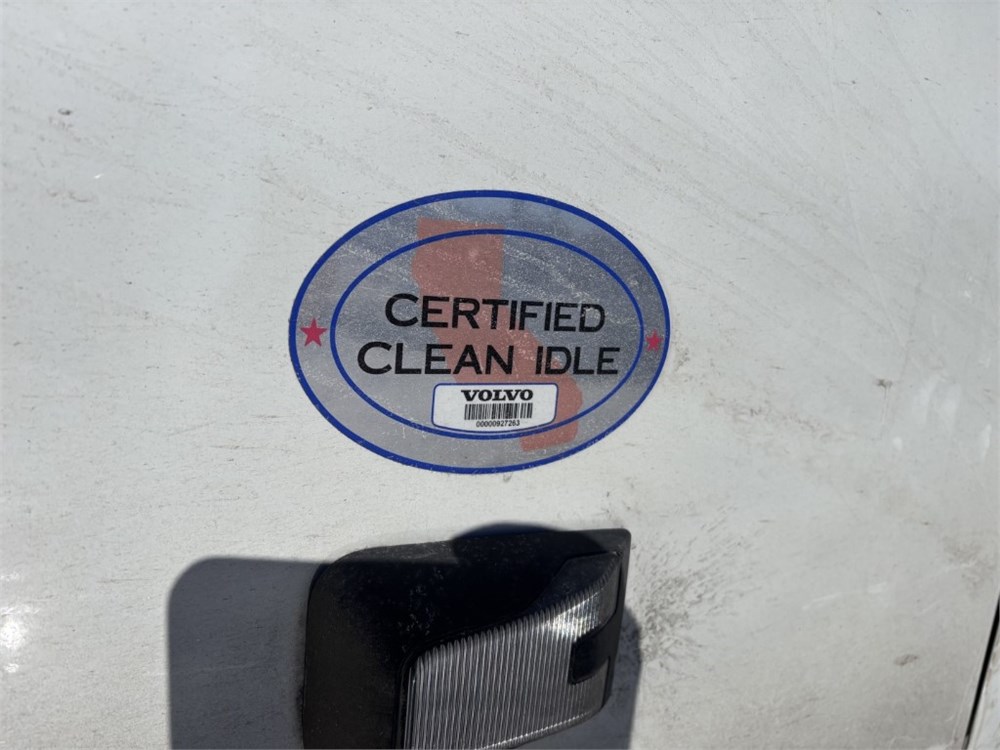 CERTIFIED
CLEAN IDLE
VOLVO
00000927263